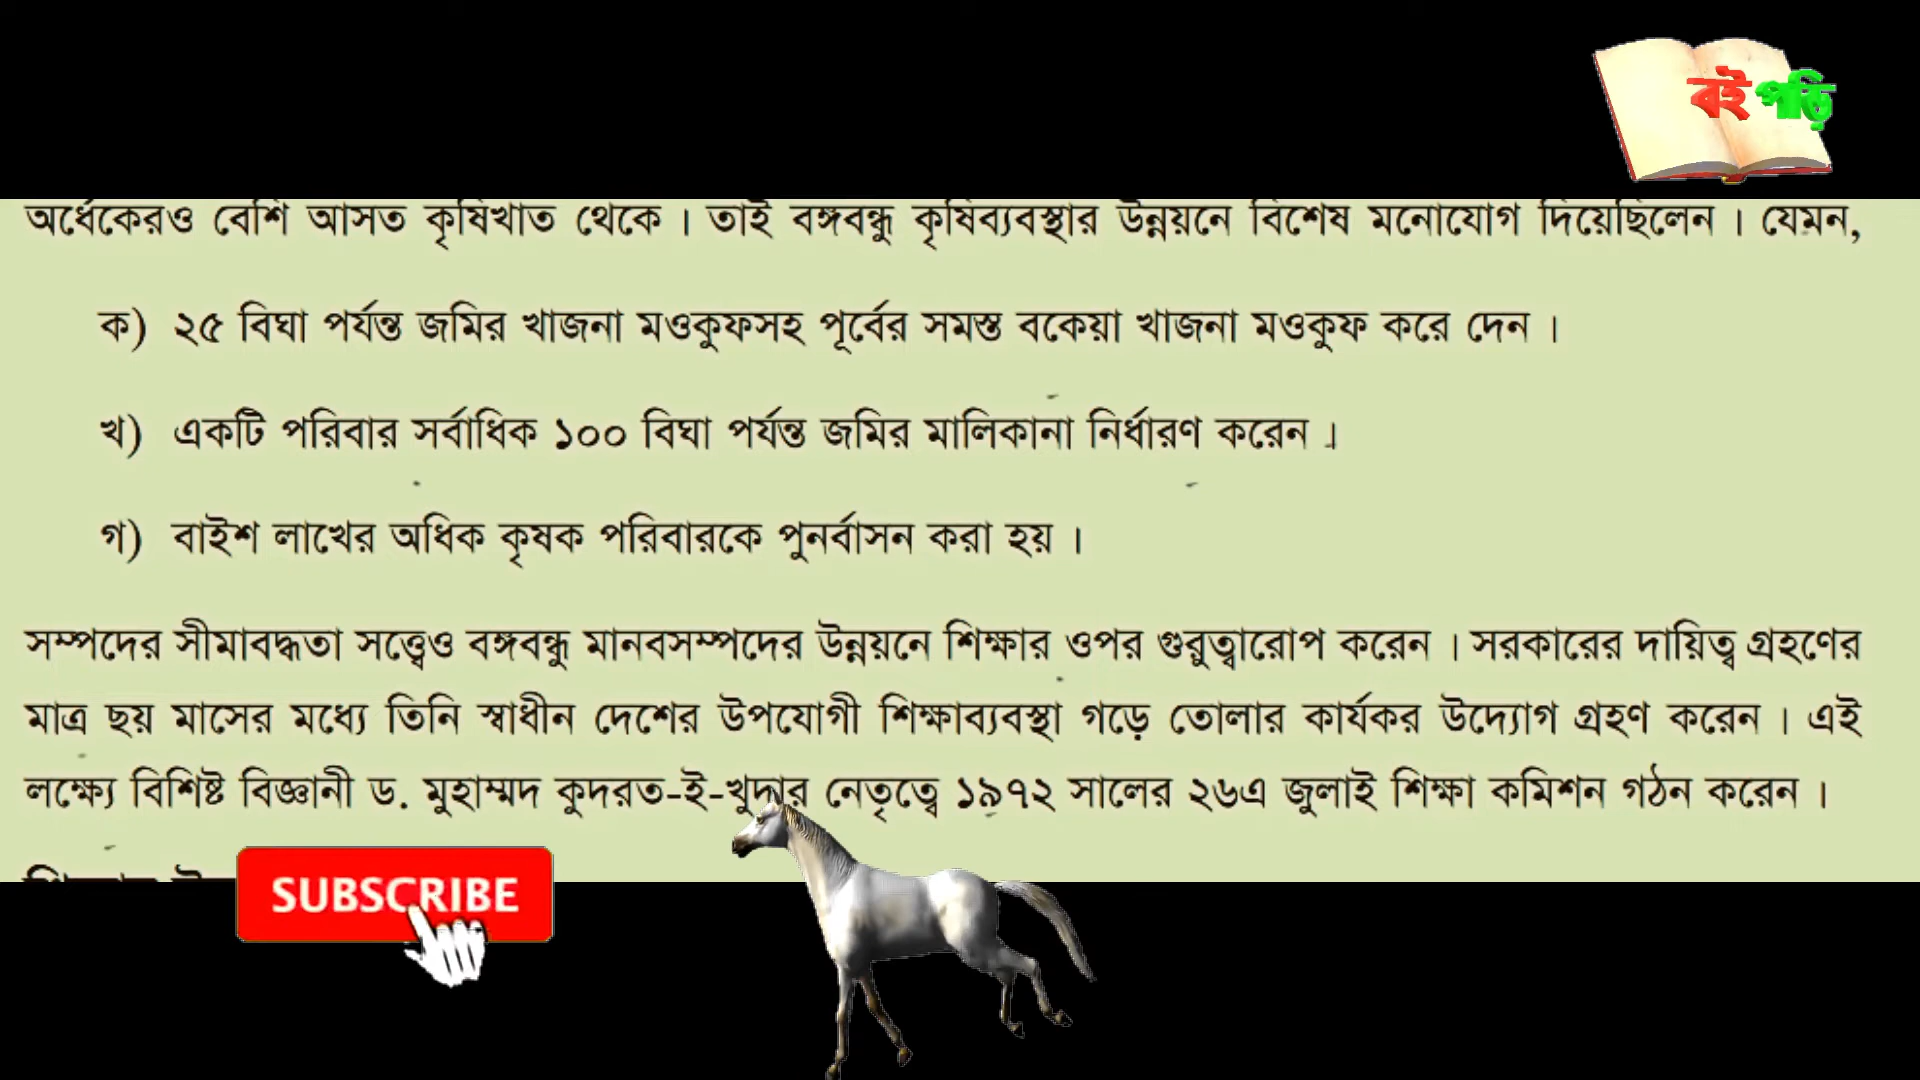 বই পড়ি
অর্ধেকেরও বেশি আসত কৃষিখাত থেকে । তাই বঙ্গবন্ধু কৃষিব্যবস্থার উন্নয়নে বিশেষ মনোযোগ দিয়েছিলেন । যেমন,
ক) ২৫ বিঘা পর্যন্ত জমির খাজনা মওকুফসহ পূর্বের সমস্ত বকেয়া খাজনা মওকুফ করে দেন ।
খ) একটি পরিবার সর্বাধিক ১০০ বিঘা পর্যন্ত জমির মালিকানা নির্ধারণ করেন ।
গ) বাইশ লাখের অধিক কৃষক পরিবারকে পুনর্বাসন করা হয় ।
সম্পদের সীমাবদ্ধতা সত্ত্বেও বঙ্গবন্ধু মানবসম্পদের উন্নয়নে শিক্ষার ওপর গুরুত্বারোপ করেন । সরকারের দায়িত্ব গ্রহণের
মাত্র ছয় মাসের মধ্যে তিনি স্বাধীন দেশের উপযোগী শিক্ষাব্যবস্থা গড়ে তোলার কার্যকর উদ্যোগ গ্রহণ করেন । এই
লক্ষ্যে বিশিষ্ট বিজ্ঞানী ড. মুহাম্মদ কুদরত-ই-খুদার নেতৃত্বে ১৯৭২ সালের ২৬এ জুলাই শিক্ষা কমিশন গঠন করেন ।
SUBSCRIBE